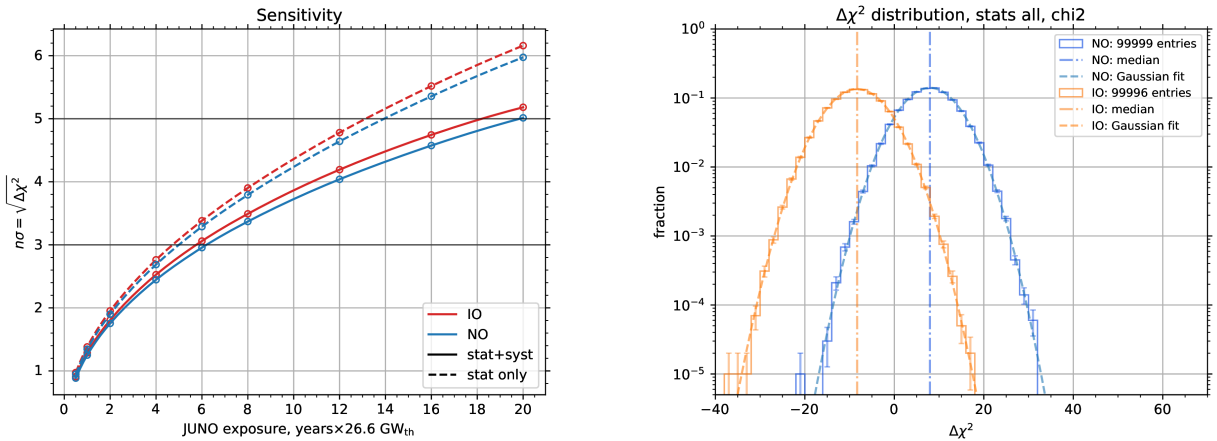 Sensitivity
6
5
4
3
2
1
nσ = √Δχ²
IO
NO
stat+syst
stat only
0 2 4 6 8 10 12 14 16 18 20
JUNO exposure, years×26.6 GWth
Δχ² distribution, stats all, chi2
10⁰
10⁻¹
10⁻²
10⁻³
10⁻⁴
10⁻⁵
fraction
NO: 99999 entries
NO: median
NO: Gaussian fit
IO: 99996 entries
IO: median
IO: Gaussian fit
−40 −20 0 20 40 60
Δχ²